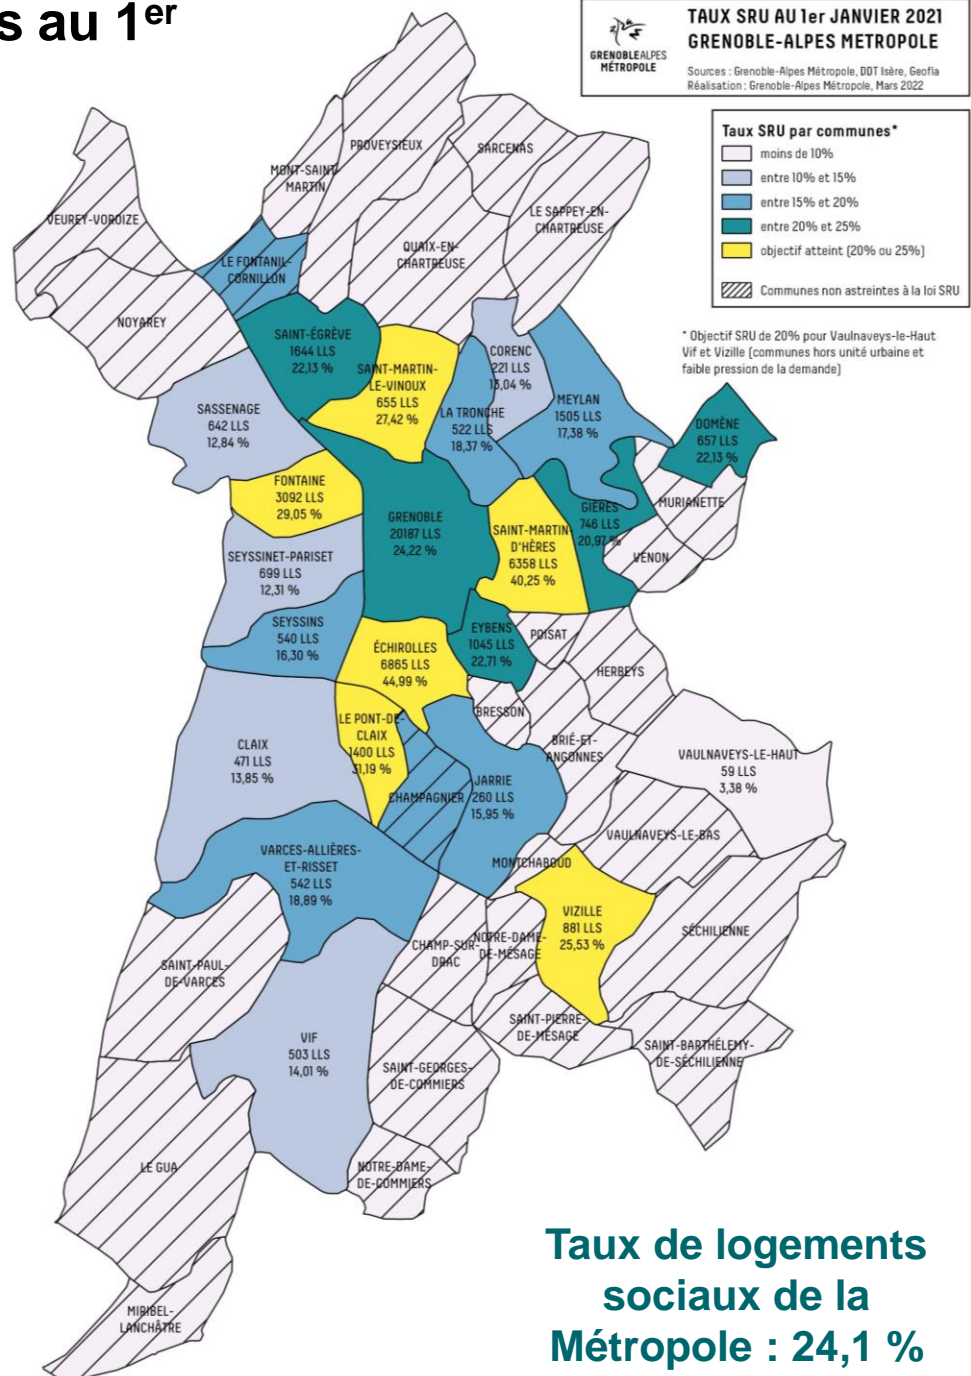 s au 1er
GRENOBLEALPES
MÉTROPOLE
TAUX SRU AU 1er JANVIER 2021
GRENOBLE-ALPES METROPOLE
Sources : Grenoble-Alpes Métropole, DDT Isère, Geofla
Réalisation : Grenoble-Alpes Métropole, Mars 2022
Taux SRU par communes*
moins de 10%
entre 10% et 15%
entre 15% et 20%
entre 20% et 25%
objectif atteint (20% ou 25%)
Communes non astreintes à la loi SRU
* Objectif SRU de 20% pour Vaulnaveys-le-Haut
Vif et Vizille (communes hors unité urbaine et
faible pression de la demande)
PROVEYSIEUX
SARCENAS
MONT-SAINT
MARTIN
VEUREY-VOROIZE
LE SAPPEY-EN-
CHARTREUSE
QUAIX-EN-
CHARTREUSE
LE FONTANIL-
CORNILLON
NOYAREY
SAINT-ÉGRÈVE
1644 LLS
22,13 %
SAINT-MARTIN-
LE-VINOUX
655 LLS
27,42 %
CORENC
221 LLS
13,04 %
MEYLAN
1505 LLS
17,38 %
LA TRONCHE
522 LLS
18,37 %
SASSENAGE
642 LLS
12,84 %
DOMÈNE
657 LLS
22,13 %
FONTAINE
3092 LLS
29,05 %
MURIANETTE
GIÈRES
746 LLS
20,97 %
GRENOBLE
20187 LLS
24,22 %
SAINT-MARTIN-
D'HÈRES
6358 LLS
40,25 %
VENON
SEYSSINET-PARISET
699 LLS
12,31 %
SEYSSINS
540 LLS
16,30 %
EYBENS
1045 LLS
22,71 %
POISAT
ÉCHIROLLES
6865 LLS
44,99 %
HERBEYS
BRESSON
LE PONT-DE-
CLAIX
1400 LLS
31,19 %
BRIÉ-ET-
ANGONNES
CLAIX
471 LLS
13,85 %
VAULNAVEYS-LE-HAUT
59 LLS
3,38 %
JARRIE
260 LLS
15,95 %
CHAMPAGNIER
VAULNAVEYS-LE-BAS
VARCES-ALLIÈRES-
ET-RISSET
542 LLS
18,89 %
MONTCHABOUD
VIZILLE
881 LLS
25,53 %
SÉCHILIENNE
CHAMP-SUR-
DRAC
NOTRE-DAME-
DE-MÉSAGE
SAINT-PAUL-
DE-VARCES
SAINT-PIERRE-
DE-MÉSAGE
VIF
503 LLS
14,01 %
SAINT-BARTHÉLEMY-
DE-SÉCHILIENNE
SAINT-GEORGES-
DE-COMMIERS
LE GUA
NOTRE-DAME-
DE-COMMIERS
MIRIBEL-
LANCHÂTRE
Taux de logements
sociaux de la
Métropole : 24,1 %